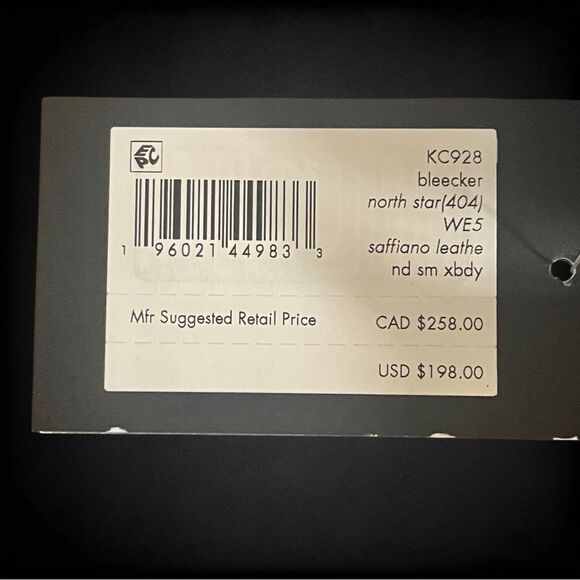 EPC
KC928
bleecker
north star(404)
WE5
saffiano leathe
nd sm xbdy
1 96021 44983 3
Mfr Suggested Retail Price CAD $258.00
USD $198.00